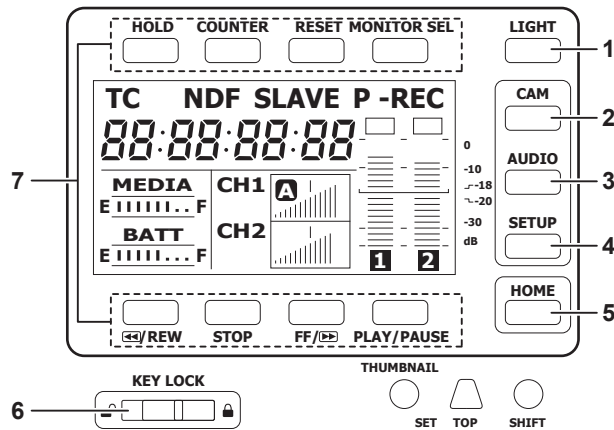 HOLD COUNTER RESET MONITOR SEL LIGHT
1
TC NDF SLAVE P -REC
CAM
2
88:88:88:88
0
-10
-18
-20
-30
dB
AUDIO
3
7
MEDIA CH1 A
E F
BATT CH2
E F
1 2
SETUP
4
HOME
5
/REW STOP FF/ PLAY/PAUSE
THUMBNAIL
KEY LOCK
6
SET TOP SHIFT